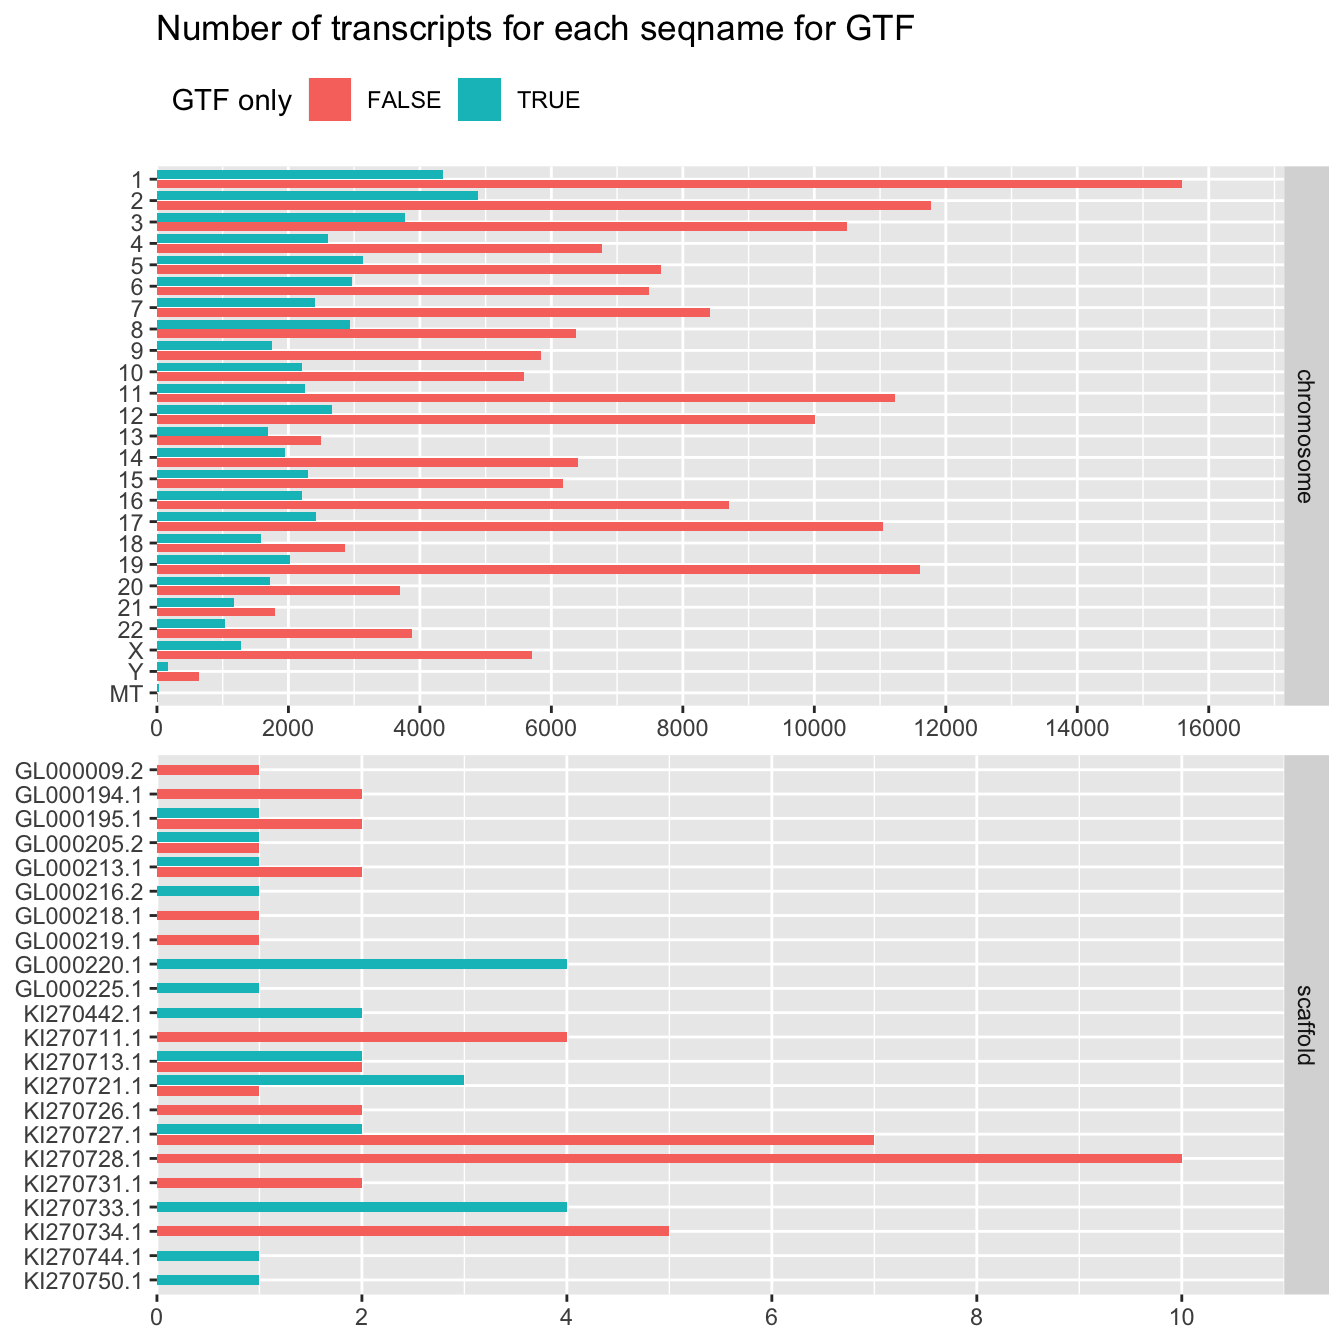 Number of transcripts for each seqname for GTF
GTF only FALSE TRUE
1
2
3
4
5
6
7
8
9
10
11
12
13
14
15
16
17
18
19
20
21
22
X
Y
MT
chromosome
0 2000 4000 6000 8000 10000 12000 14000 16000
GL000009.2
GL000194.1
GL000195.1
GL000205.2
GL000213.1
GL000216.2
GL000218.1
GL000219.1
GL000220.1
GL000225.1
KI270442.1
KI270711.1
KI270713.1
KI270721.1
KI270726.1
KI270727.1
KI270728.1
KI270731.1
KI270733.1
KI270734.1
KI270744.1
KI270750.1
scaffold
0 2 4 6 8 10